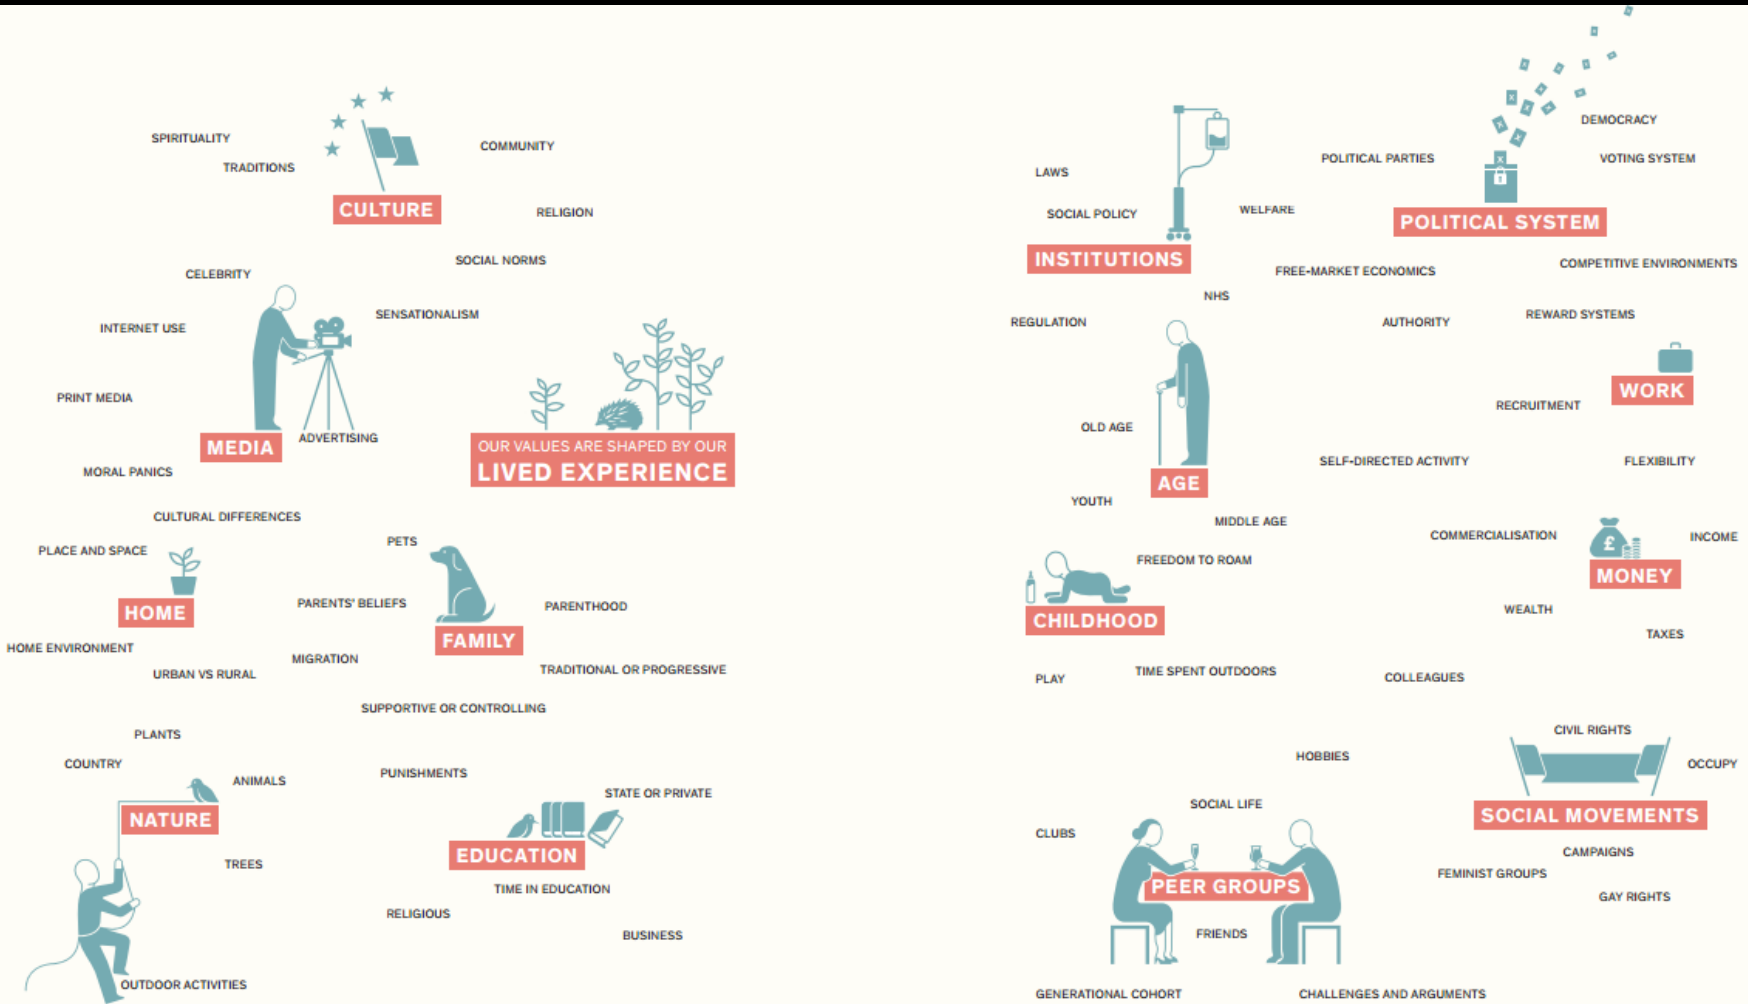 SPIRITUALITY
TRADITIONS
COMMUNITY
CULTURE
RELIGION
SOCIAL NORMS
CELEBRITY
INTERNET USE
SENSATIONALISM
PRINT MEDIA
ADVERTISING
MEDIA
MORAL PANICS
OUR VALUES ARE SHAPED BY OUR
LIVED EXPERIENCE
CULTURAL DIFFERENCES
PLACE AND SPACE
HOME
HOME ENVIRONMENT
URBAN VS RURAL
PETS
PARENTS' BELIEFS
PARENTHOOD
FAMILY
MIGRATION
TRADITIONAL OR PROGRESSIVE
SUPPORTIVE OR CONTROLLING
PLANTS
COUNTRY
ANIMALS
NATURE
TREES
OUTDOOR ACTIVITIES
PUNISHMENTS
STATE OR PRIVATE
EDUCATION
TIME IN EDUCATION
RELIGIOUS
BUSINESS
LAWS
SOCIAL POLICY
WELFARE
INSTITUTIONS
NHS
REGULATION
DEMOCRACY
POLITICAL PARTIES
VOTING SYSTEM
POLITICAL SYSTEM
FREE-MARKET ECONOMICS
COMPETITIVE ENVIRONMENTS
AUTHORITY
REWARD SYSTEMS
WORK
RECRUITMENT
SELF-DIRECTED ACTIVITY
FLEXIBILITY
OLD AGE
AGE
YOUTH
MIDDLE AGE
FREEDOM TO ROAM
CHILDHOOD
PLAY
TIME SPENT OUTDOORS
COMMERCIALISATION
£
INCOME
MONEY
WEALTH
TAXES
COLLEAGUES
HOBBIES
SOCIAL LIFE
CLUBS
PEER GROUPS
FRIENDS
GENERATIONAL COHORT
CHALLENGES AND ARGUMENTS
CIVIL RIGHTS
OCCUPY
SOCIAL MOVEMENTS
CAMPAIGNS
FEMINIST GROUPS
GAY RIGHTS